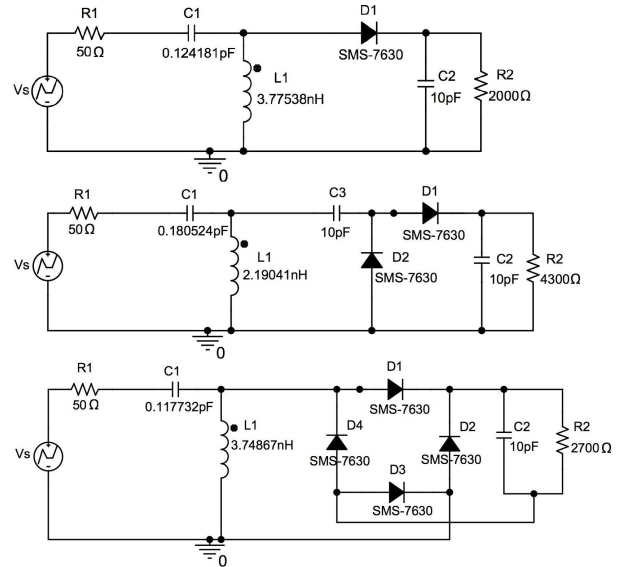 R1
50Ω
C1
0.124181pF
D1
SMS-7630
Vs
L1
3.77538nH
C2
10pF
R2
2000Ω
0
R1
50Ω
C1
0.180524pF
C3
10pF
D1
SMS-7630
Vs
L1
2.19041nH
D2
SMS-7630
C2
10pF
R2
4300Ω
0
R1
50Ω
C1
0.117732pF
D1
SMS-7630
Vs
L1
3.74867nH
D4
SMS-7630
D2
SMS-7630
C2
10pF
R2
2700Ω
D3
SMS-7630
0